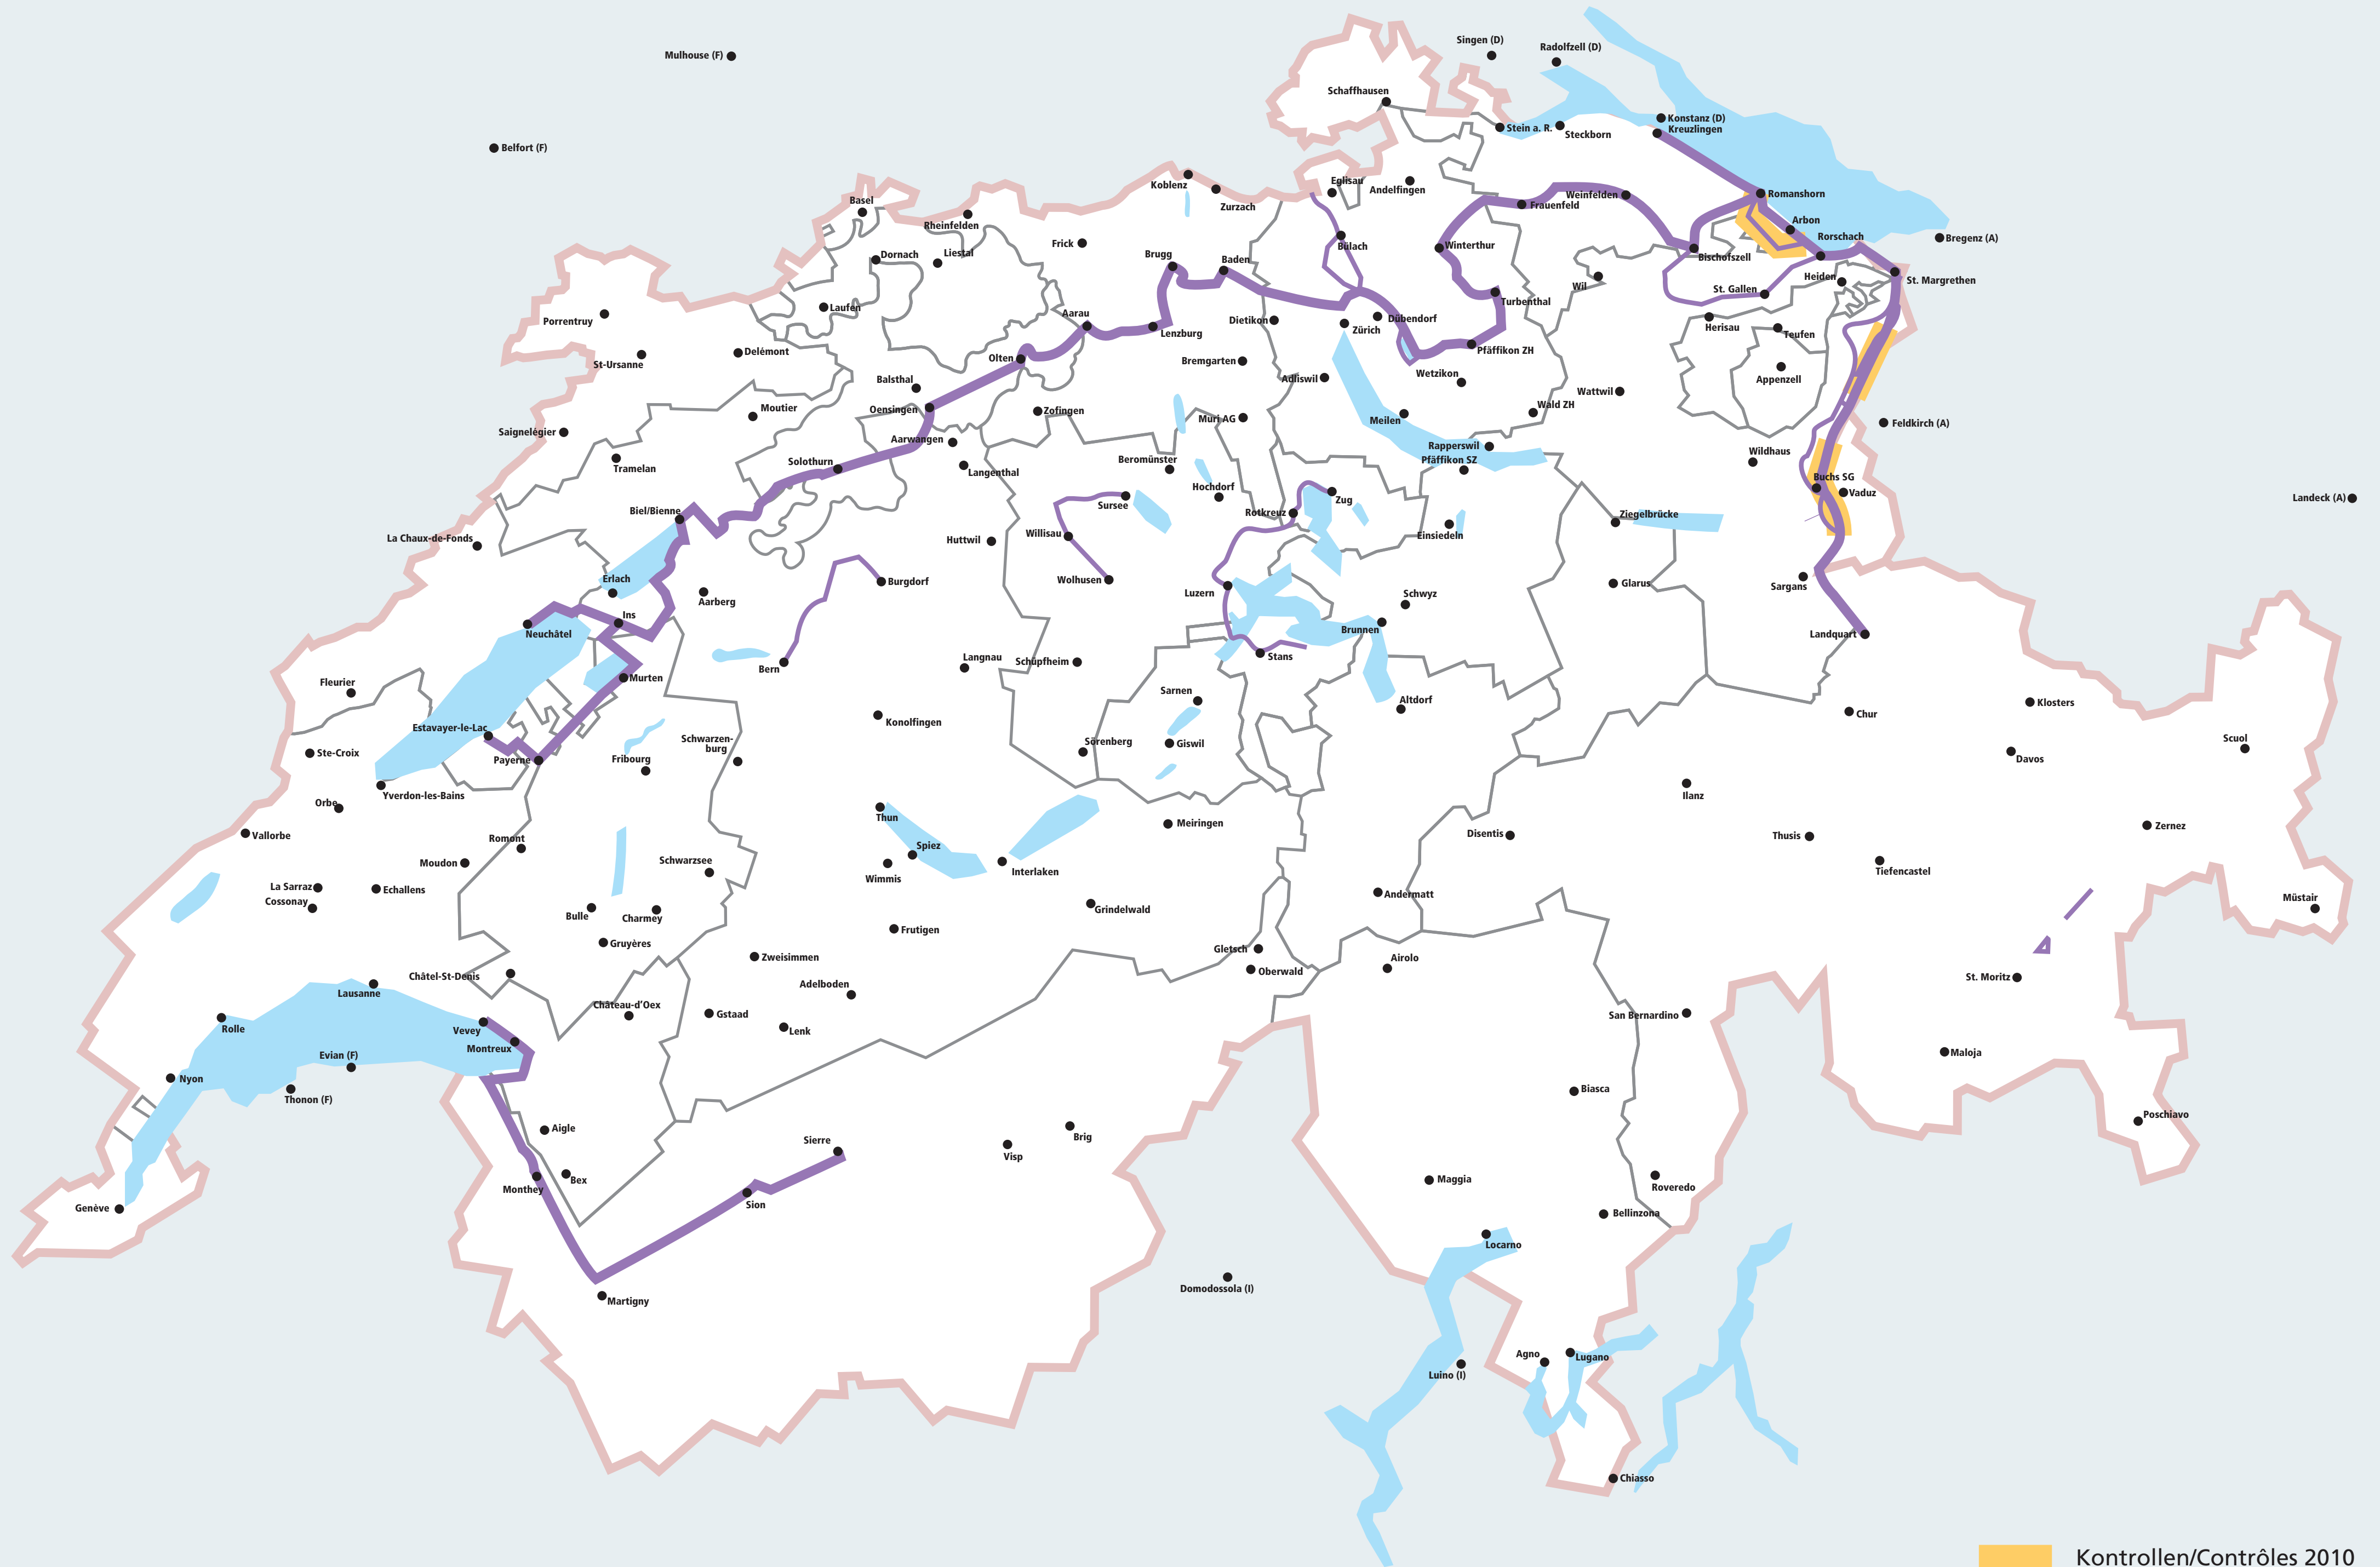 Singen (D)
Radolfzell (D)
Mulhouse (F)
Schaffhausen
Konstanz (D)
Kreuzlingen
Stein a. R.
Steckborn
Belfort (F)
Koblenz
Eglisau
Andelfingen
Zurzach
Weinfelden
Romanshorn
Basel
Frauenfeld
Arbon
Rheinfelden
Rorschach
Bregenz (A)
Frick
Bülach
Winterthur
Dornach
Liestal
Brugg
Baden
Bischofszell
Heiden
St. Margrethen
Wil
St. Gallen
Turbenthal
Laufen
Porrentruy
Aarau
Dietikon
Zürich
Dübendorf
Herisau
Teufen
Lenzburg
Delémont
St-Ursanne
Olten
Bremgarten
Pfäffikon ZH
Wetzikon
Adliswil
Appenzell
Balsthal
Wattwil
Moutier
Oensingen
Zofingen
Muri AG
Meilen
Wald ZH
Feldkirch (A)
Saignelégier
Aarwangen
Rapperswil
Pfäffikon SZ
Wildhaus
Tramelan
Solothurn
Langenthal
Beromünster
Hochdorf
Buchs SG
Vaduz
Landeck (A)
Sursee
Zug
Biel/Bienne
Rotkreuz
Ziegelbrücke
La Chaux-de-Fonds
Huttwil
Willisau
Einsiedeln
Erlach
Burgdorf
Wolhusen
Glarus
Sargans
Aarberg
Luzern
Schwyz
Ins
Neuchâtel
Brunnen
Landquart
Bern
Langnau
Schüpfheim
Stans
Fleurier
Murten
Sarnen
Altdorf
Klosters
Chur
Estavayer-le-Lac
Konolfingen
Schwarzen-
burg
Sörenberg
Giswil
Scuol
Ste-Croix
Payerne
Fribourg
Davos
Yverdon-les-Bains
Orbe
Ilanz
Thun
Vallorbe
Romont
Meiringen
Disentis
Thusis
Zernez
Spiez
Moudon
Schwarzsee
Wimmis
Interlaken
Tiefencastel
La Sarraz
Echallens
Cossonay
Andermatt
Müstair
Bulle
Charmey
Grindelwald
Frutigen
Gruyères
Gletsch
Zweisimmen
Airolo
Oberwald
Châtel-St-Denis
St. Moritz
Lausanne
Adelboden
Château-d'Oex
Gstaad
San Bernardino
Rolle
Vevey
Lenk
Montreux
Evian (F)
Maloja
Nyon
Thonon (F)
Biasca
Poschiavo
Aigle
Brig
Sierre
Visp
Bex
Monthey
Maggia
Roveredo
Genève
Sion
Bellinzona
Locarno
Domodossola (I)
Martigny
Agno
Lugano
Luino (I)
Chiasso
Kontrollen/Contrôles 2010